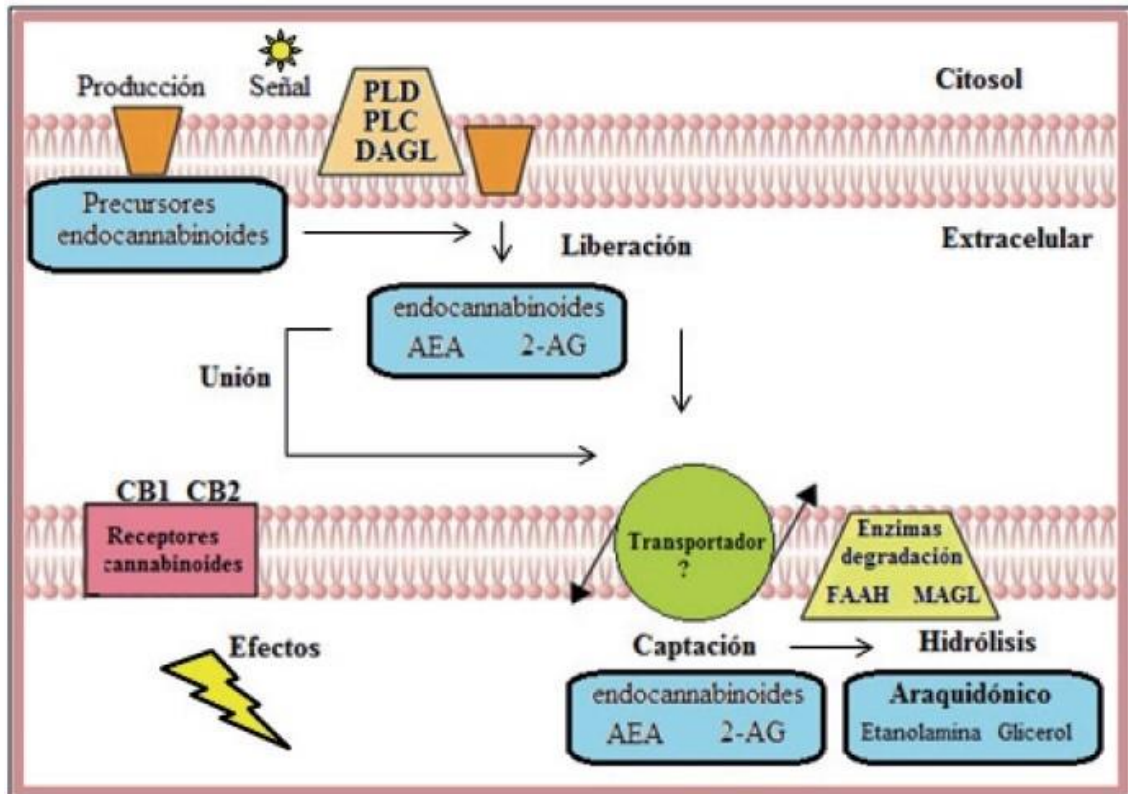 Producción
Señal
PLD
PLC
DAGL
Citosol
Precursores
endocannabinoides
Liberación
Extracelular
endocannabinoides
AEA 2-AG
Unión
CB1 CB2
Receptores
cannabinoides
Transportador
?
Enzimas
degradación
FAAH MAGL
Efectos
Captación
Hidrólisis
endocannabinoides
AEA 2-AG
Araquidónico
Etanolamina Glicerol